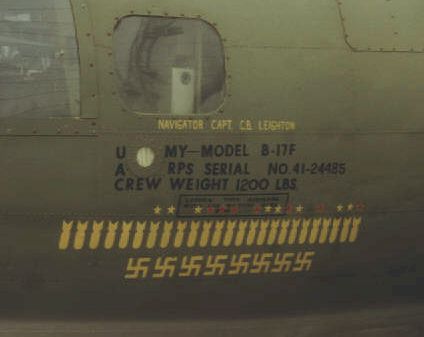 NAVIGATOR CAPT. C.B. LEIGHTON
U MY-MODEL B-17F
A RPS SERIAL NO. 41-24485
CREW WEIGHT 1200 LBS.